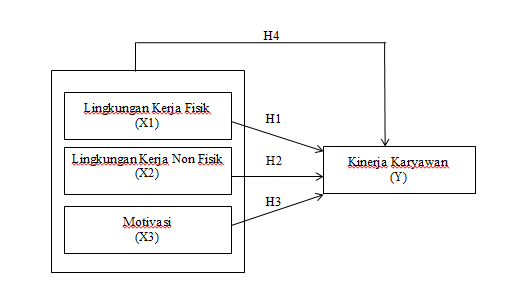 H4
Lingkungan Kerja Fisik
(X1)
H1
Lingkungan Kerja Non Fisik
(X2)
H2
Kinerja Karyawan
(Y)
Motivasi
(X3)
H3